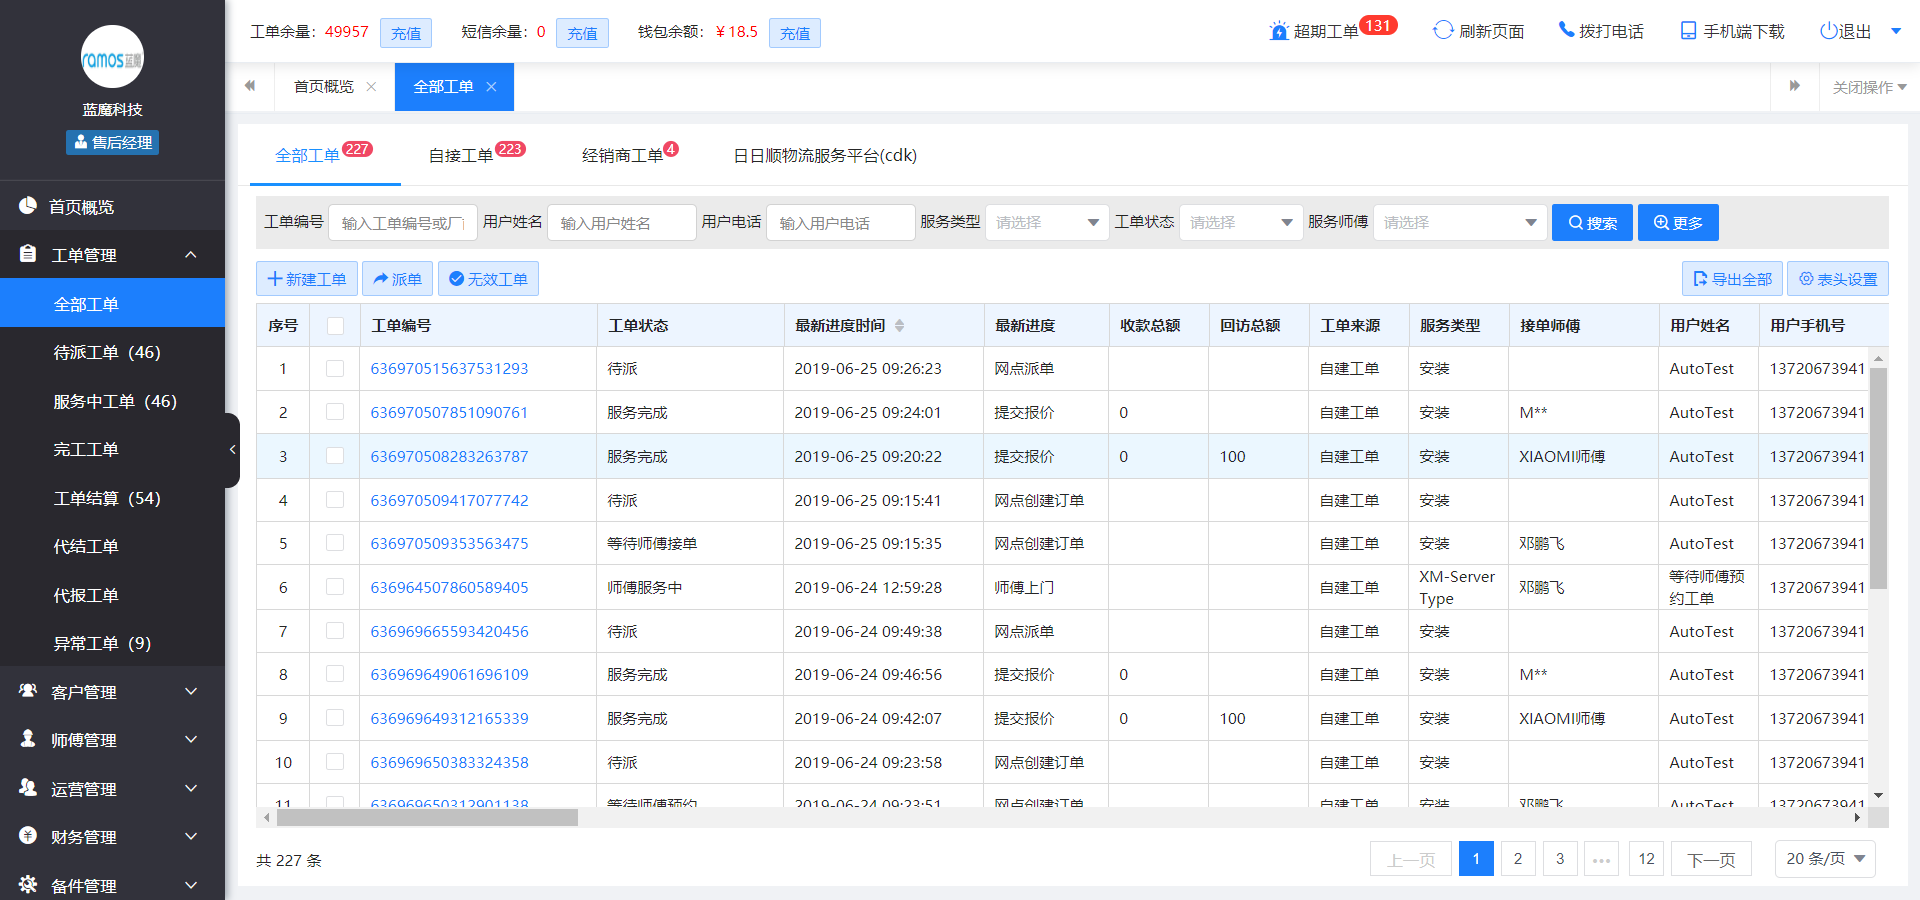 ramos蓝魔
蓝魔科技
售后经理
首页概览
工单管理
全部工单
待派工单（46）
服务中工单（46）
完工工单
工单结算（54）
代结工单
代报工单
异常工单（9）
客户管理
师傅管理
运营管理
财务管理
备件管理
工单余量：49957 充值 短信余量：0 充值 钱包余额：￥18.5 充值
超期工单 131 刷新页面 拨打电话 手机端下载 退出
首页概览 全部工单 关闭操作
全部工单 227 自接工单 223 经销商工单 4 日日顺物流服务平台(cdk)
工单编号 输入工单编号或厂 用户姓名 输入用户姓名 用户电话 输入用户电话 服务类型 请选择 工单状态 请选择 服务师傅 请选择 搜索 更多
新建工单 派单 无效工单 导出全部 表头设置
序号 工单编号 工单状态 最新进度时间 最新进度 收款总额 回访总额 工单来源 服务类型 接单师傅 用户姓名 用户手机号
1 636970515637531293 待派 2019-06-25 09:26:23 网点派单 自建工单 安装 AutoTest 13720673941
2 636970507851090761 服务完成 2019-06-25 09:24:01 提交报价 0 自建工单 安装 M** AutoTest 13720673941
3 636970508283263787 服务完成 2019-06-25 09:20:22 提交报价 0 100 自建工单 安装 XIAOMI师傅 AutoTest 13720673941
4 636970509417077742 待派 2019-06-25 09:15:41 网点创建订单 自建工单 安装 AutoTest 13720673941
5 636970509353563475 等待师傅接单 2019-06-25 09:15:35 网点创建订单 自建工单 安装 邓鹏飞 AutoTest 13720673941
6 636964507860589405 师傅服务中 2019-06-24 12:59:28 师傅上门 自建工单 XM-Server Type 邓鹏飞 等待师傅预约工单 13720673941
7 636969665593420456 待派 2019-06-24 09:49:38 网点派单 自建工单 安装 AutoTest 13720673941
8 636969649061696109 服务完成 2019-06-24 09:46:56 提交报价 0 自建工单 安装 M** AutoTest 13720673941
9 636969649312165339 服务完成 2019-06-24 09:42:07 提交报价 0 100 自建工单 安装 XIAOMI师傅 AutoTest 13720673941
10 636969650383324358 待派 2019-06-24 09:23:58 网点创建订单 自建工单 安装 AutoTest 13720673941
11 636969650312901138 等待师傅预约 2019-06-24 09:23:51 网点创建订单 自建工单 安装 邓鹏飞 AutoTest 13720673941
共 227 条
上一页 1 2 3 ••• 12 下一页 20 条/页